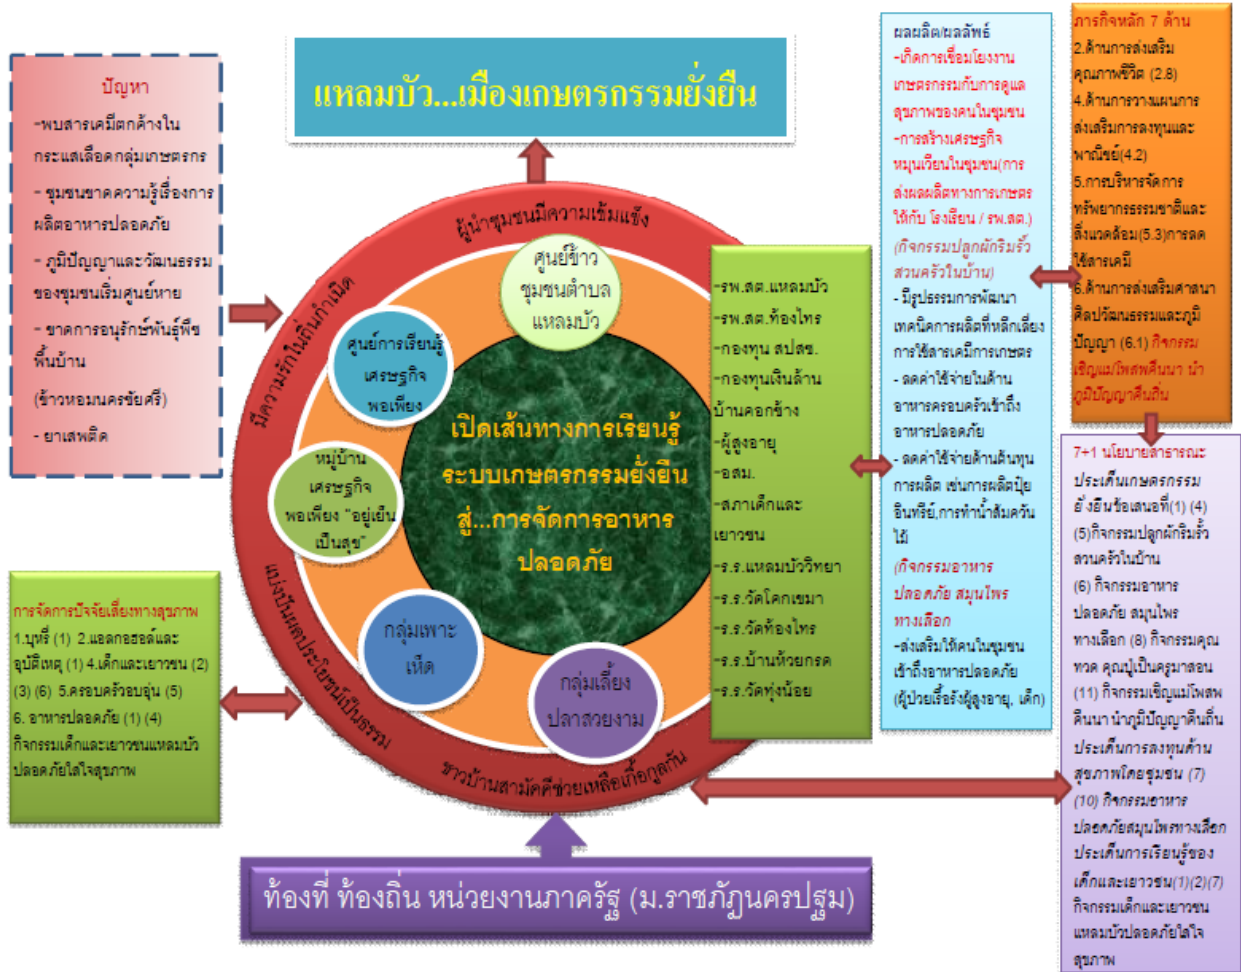 แหลมบัว...เมืองเกษตรกรรมยั่งยืน
ปัญหา
-พบสารเคมีตกค้างใน
กระแสเลือดกลุ่มเกษตรกร
- ชุมชนขาดความรู้เรื่องการ
ผลิตอาหารปลอดภัย
- ภูมิปัญญาและวัฒนธรรม
ของชุมชนเริ่มศูนย์หาย
- ขาดการอนุรักษ์พันธุ์พืช
พื้นบ้าน
(ข้าวหอมนครชัยศรี)
- ยาเสพติด
ผู้นำชุมชนมีความเข้มแข็ง
มีความรักในถิ่นกำเนิด
แบ่งปันผลประโยชน์เป็นธรรม
ชาวบ้านสามัคคีช่วยเหลือเกื้อกูลกัน
ศูนย์ข้าว
ชุมชนตำบล
แหลมบัว
ศูนย์การเรียนรู้
เศรษฐกิจ
พอเพียง
หมู่บ้าน
เศรษฐกิจ
พอเพียง "อยู่เย็น
เป็นสุข"
กลุ่มเพาะ
เห็ด
กลุ่มเลี้ยง
ปลาสวยงาม
เปิดเส้นทางการเรียนรู้
ระบบเกษตรกรรมยั่งยืน
สู่...การจัดการอาหาร
ปลอดภัย
-รพ.สต.แหลมบัว
-รพ.สต.ท้องไทร
-กองทุน สปสช.
-กองทุนเงินล้าน
บ้านคอกช้าง
-ผู้สูงอายุ
-อสม.
-สภาเด็กและ
เยาวชน
-ร.ร.แหลมบัววิทยา
-ร.ร.วัดโคกเขมา
-ร.ร.วัดท้องไทร
-ร.ร.บ้านห้วยกรด
-ร.ร.วัดทุ่งน้อย
ผลผลิต/ผลลัพธ์
-เกิดการเชื่อมโยงงาน
เกษตรกรรมกับการดูแล
สุขภาพของคนในชุมชน
-การสร้างเศรษฐกิจ
หมุนเวียนในชุมชน(การ
ส่งผลผลิตทางการเกษตร
ให้กับ โรงเรียน / รพ.สต.)
(กิจกรรมปลูกผักริมรั้ว
สวนครัวในบ้าน)
- มีรูปธรรมการพัฒนา
เทคนิคการผลิตที่หลีกเลี่ยง
การใช้สารเคมีการเกษตร
- ลดค่าใช้จ่ายในด้าน
อาหารครอบครัวเข้าถึง
อาหารปลอดภัย
- ลดค่าใช้จ่ายด้านต้นทุน
การผลิต เช่นการผลิตปุ๋ย
อินทรีย์,การทำน้ำส้มควัน
ไม้
(กิจกรรมอาหาร
ปลอดภัย สมุนไพร
ทางเลือก
-ส่งเสริมให้คนในชุมชน
เข้าถึงอาหารปลอดภัย
(ผู้ป่วยเรื้อรังผู้สูงอายุ, เด็ก)
ภารกิจหลัก 7 ด้าน
2.ด้านการส่งเสริม
คุณภาพชีวิต (2.8)
4.ด้านการวางแผนการ
ส่งเสริมการลงทุนและ
พาณิชย์(4.2)
5.การบริหารจัดการ
ทรัพยากรธรรมชาติและ
สิ่งแวดล้อม(5.3)การลด
ใช้สารเคมี
6.ด้านการส่งเสริมศาสนา
ศิลปวัฒนธรรมและภูมิ
ปัญญา (6.1) กิจกรรม
เชิญแม่โพสพคืนนา นำ
ภูมิปัญญาคืนถิ่น
7+1 นโยบายสาธารณะ
ประเด็นเกษตรกรรม
ยั่งยืนข้อเสนอที่(1) (4)
(5)กิจกรรมปลูกผักริมรั้ว
สวนครัวในบ้าน
(6) กิจกรรมอาหาร
ปลอดภัย สมุนไพร
ทางเลือก (8) กิจกรรมคุณ
ทวด คุณปู่เป็นครูมาสอน
(11) กิจกรรมเชิญแม่โพสพ
คืนนา นำภูมิปัญญาคืนถิ่น
ประเด็นการลงทุนด้าน
สุขภาพโดยชุมชน (7)
(10) กิจกรรมอาหาร
ปลอดภัยสมุนไพรทางเลือก
ประเด็นการเรียนรู้ของ
เด็กและเยาวชน(1)(2)(7)
กิจกรรมเด็กและเยาวชน
แหลมบัวปลอดภัยใส่ใจ
สุขภาพ
การจัดการปัจจัยเสี่ยงทางสุขภาพ
1.บุหรี่ (1) 2.แอลกอฮอล์และ
อุบัติเหตุ (1) 4.เด็กและเยาวชน (2)
(3) (6) 5.ครอบครัวอบอุ่น (5)
6. อาหารปลอดภัย (1) (4)
กิจกรรมเด็กและเยาวชนแหลมบัว
ปลอดภัยใส่ใจสุขภาพ
ท้องที่ ท้องถิ่น หน่วยงานภาครัฐ (ม.ราชภัฏนครปฐม)